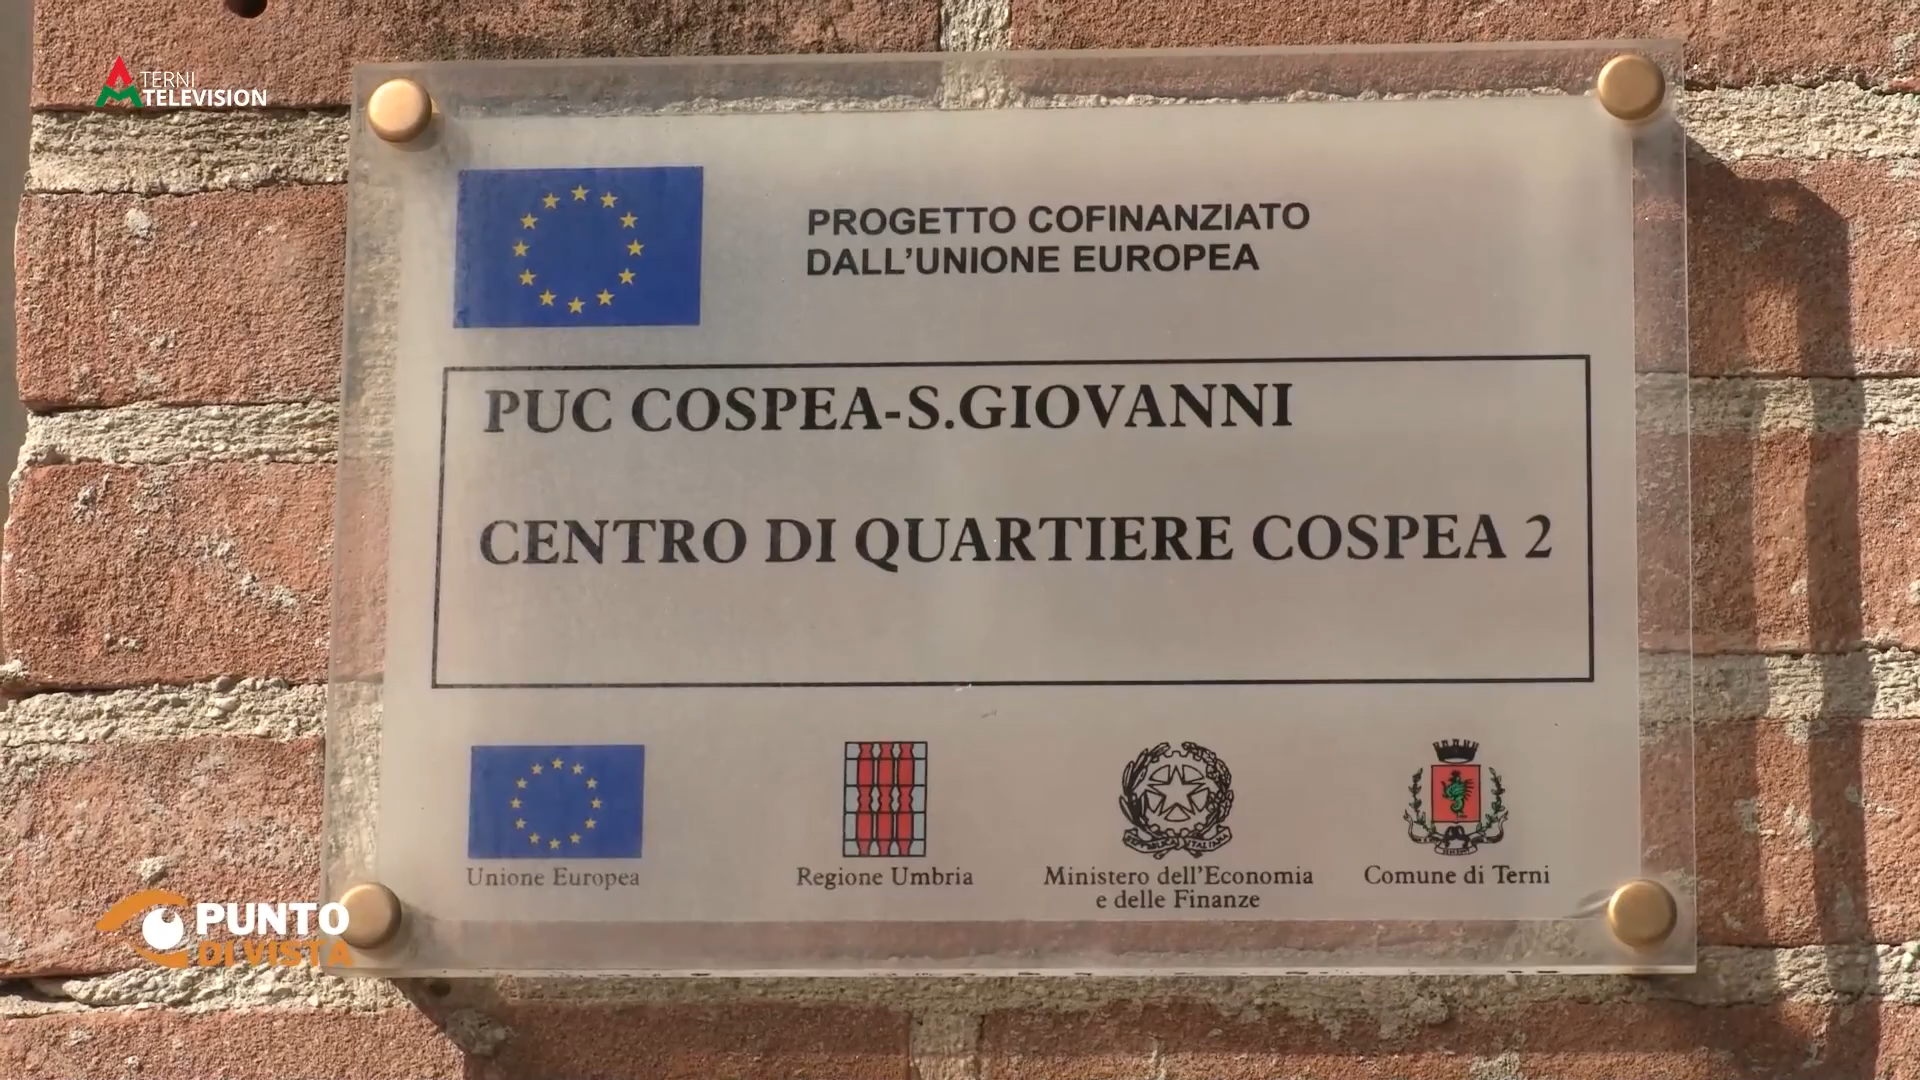 TERNI
TELEVISION
PROGETTO COFINANZIATO
DALL'UNIONE EUROPEA
PUC COSPEA-S.GIOVANNI
CENTRO DI QUARTIERE COSPEA 2
Unione Europea
Regione Umbria
Ministero dell'Economia
e delle Finanze
Comune di Terni
PUNTO
DI VISTA